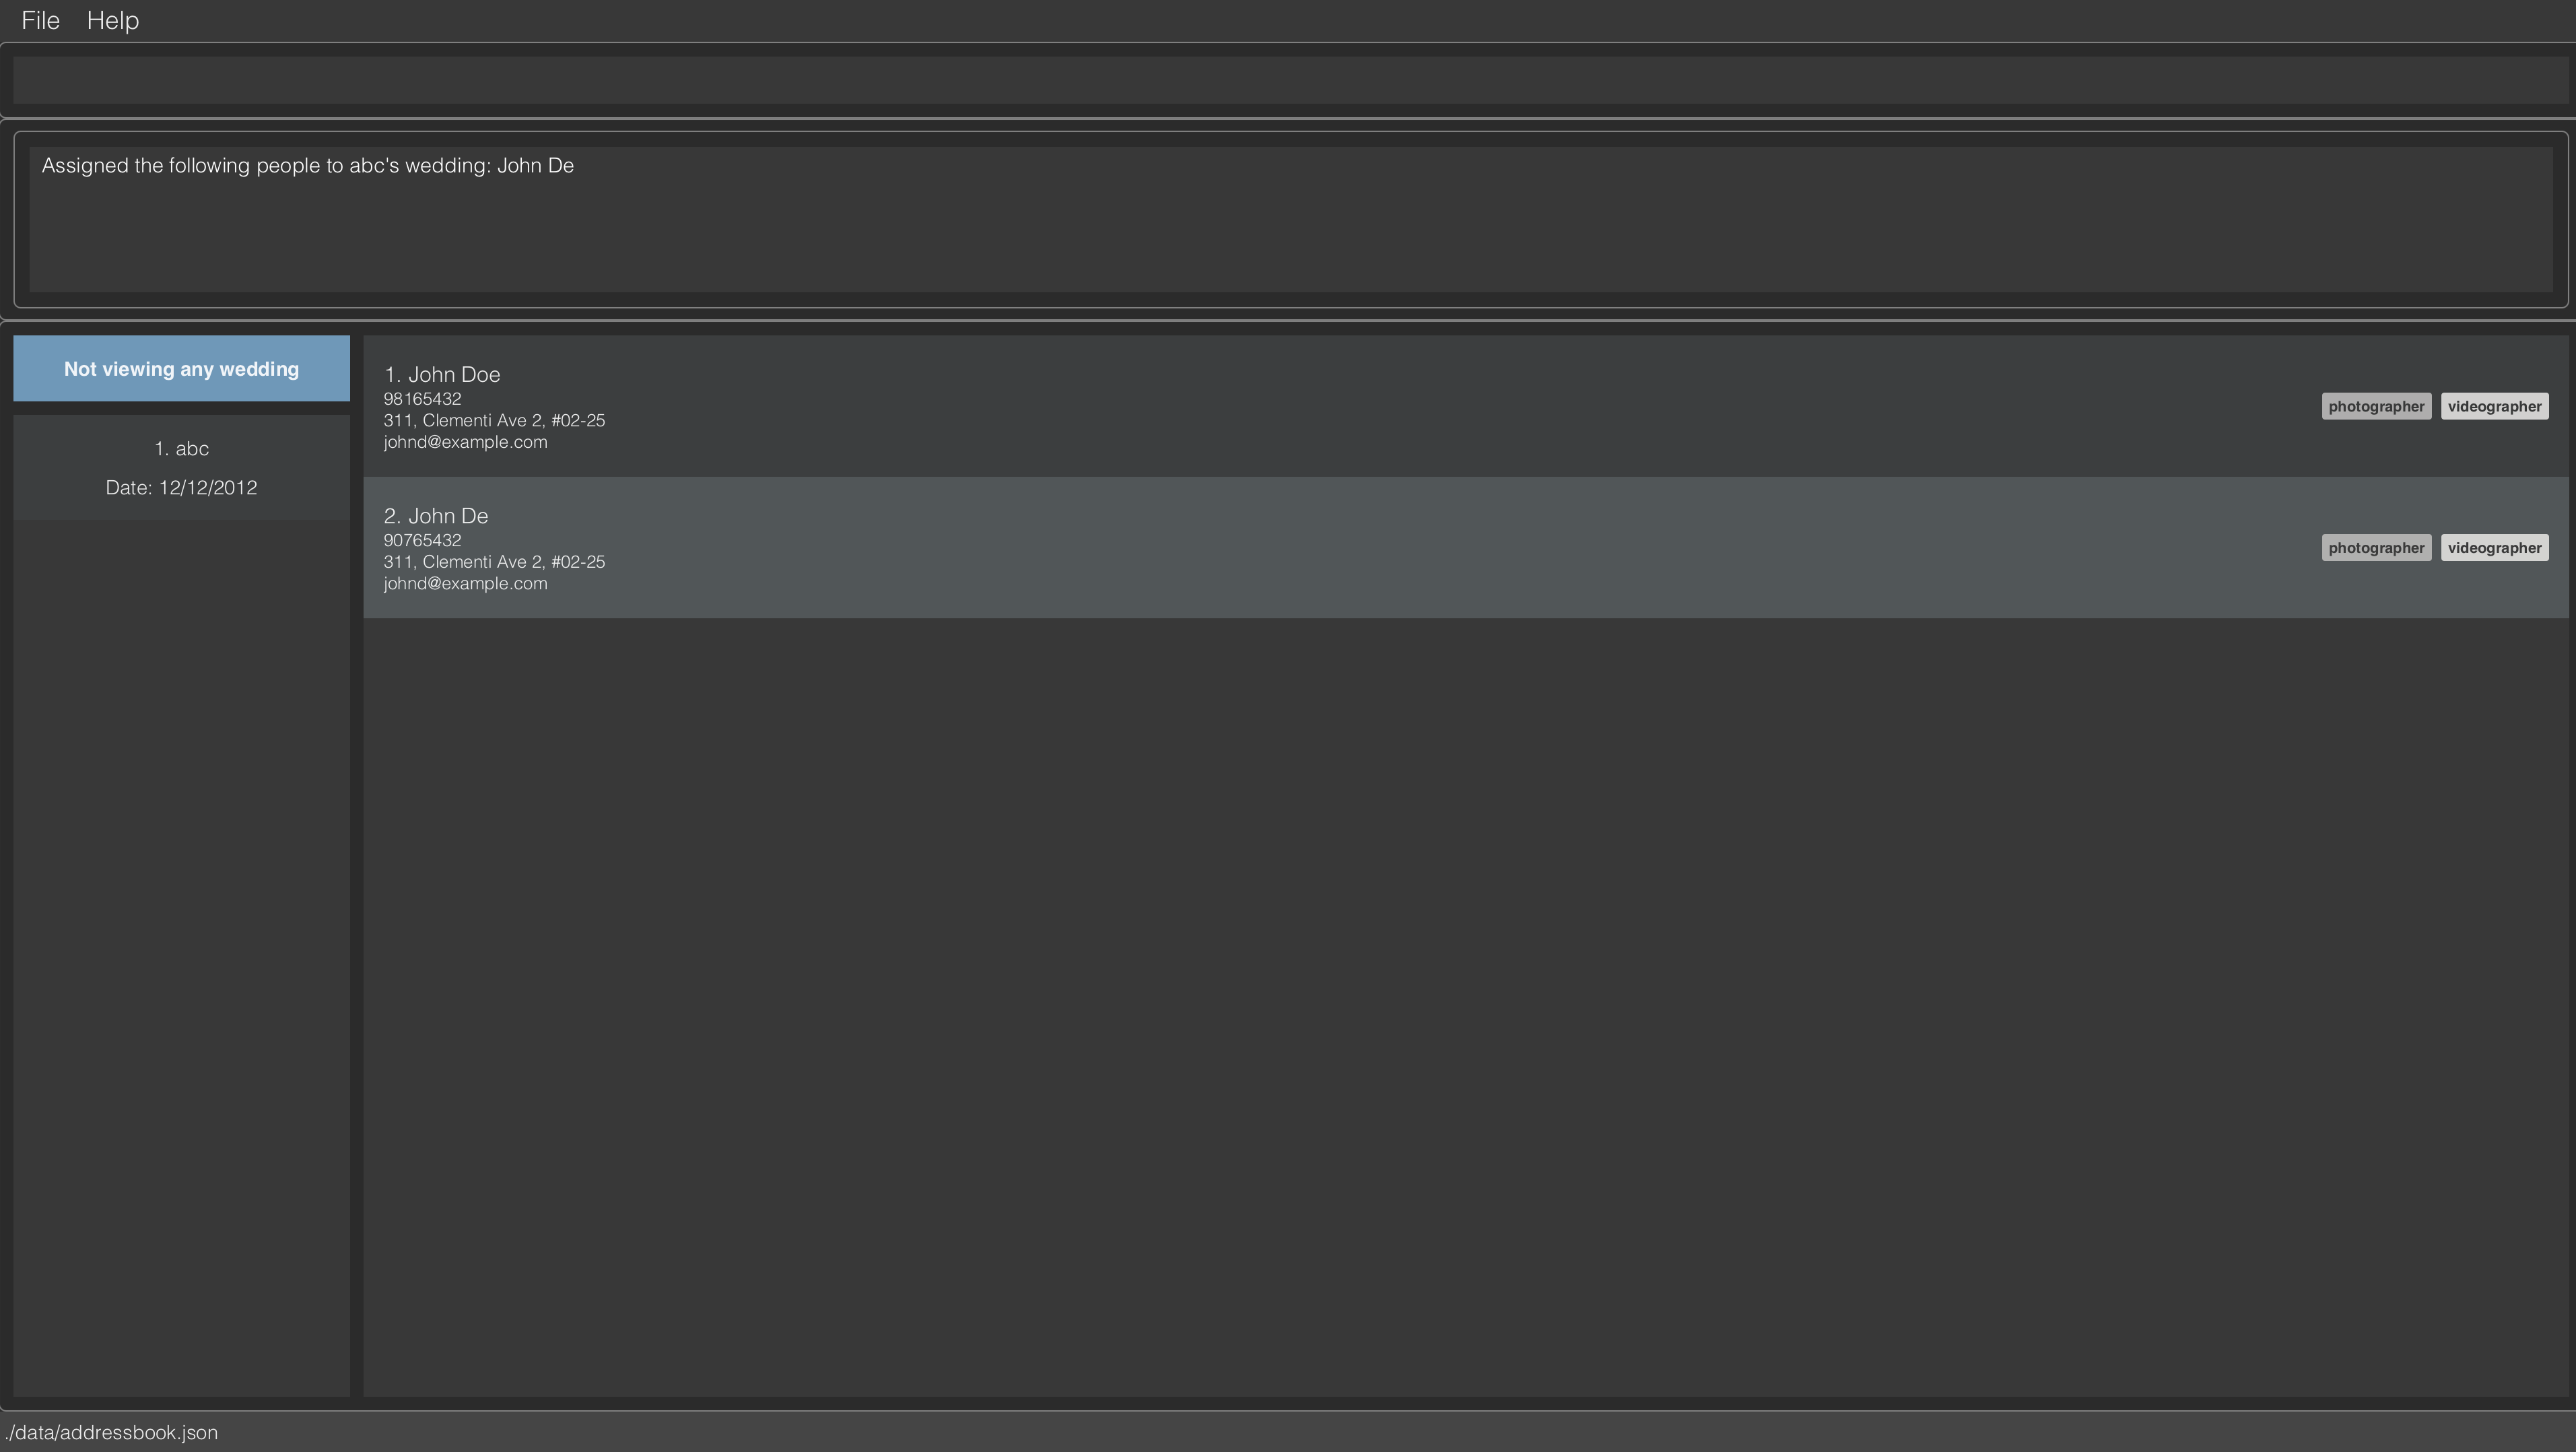 File Help
Assigned the following people to abc's wedding: John De
Not viewing any wedding
1. abc
Date: 12/12/2012
1. John Doe
98165432
311, Clementi Ave 2, #02-25
johnd@example.com
photographer videographer
2. John De
90765432
311, Clementi Ave 2, #02-25
johnd@example.com
photographer videographer
./data/addressbook.json